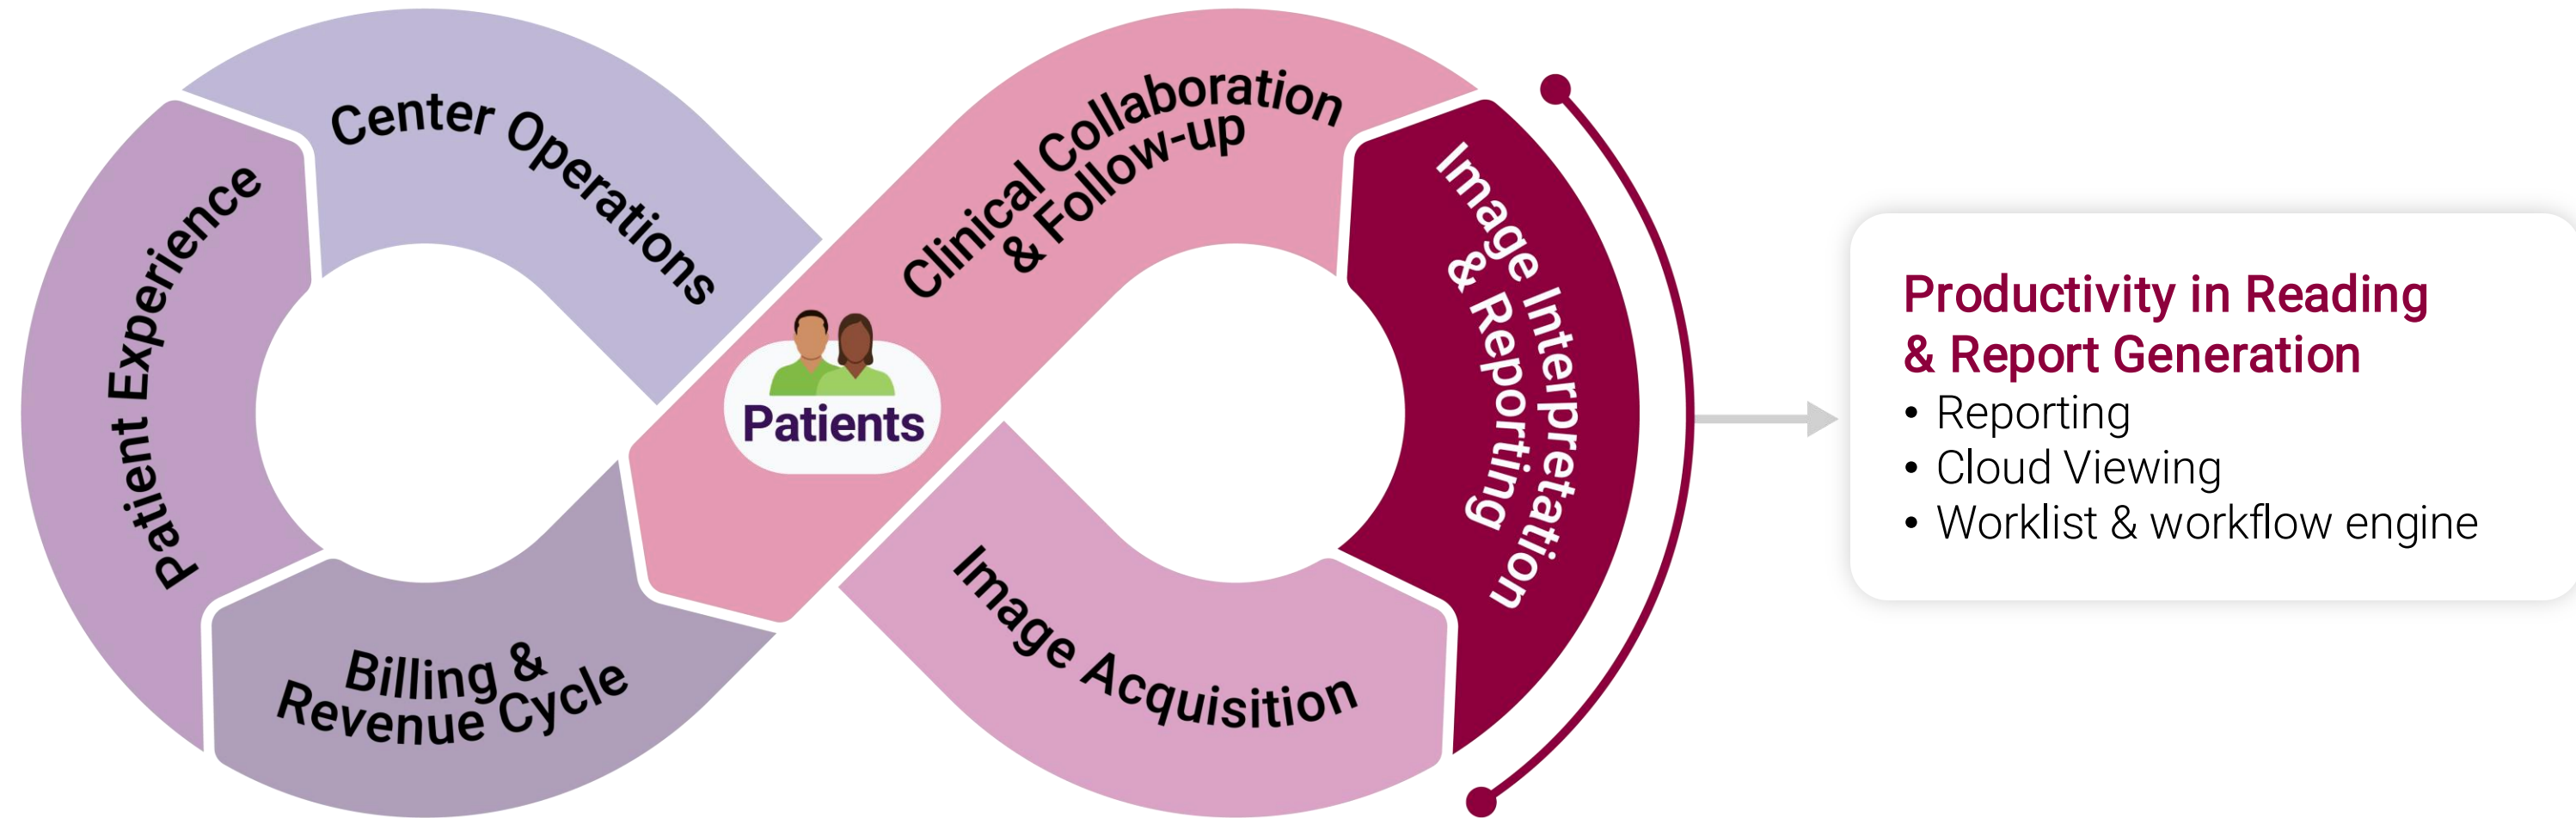 Center Operations
Clinical Collaboration
& Follow-up
Patient Experience
Patients
Image Interpretation
& Reporting
Billing &
Revenue Cycle
Image Acquisition
Productivity in Reading
& Report Generation
• Reporting
• Cloud Viewing
• Worklist & workflow engine